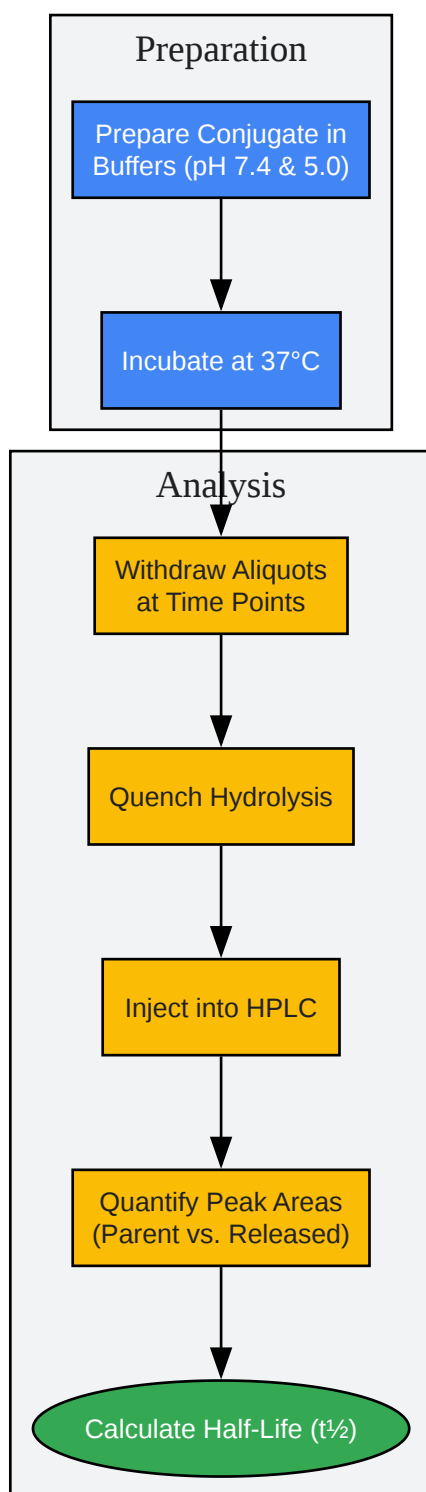 Preparation
Prepare Conjugate in
Buffers (pH 7.4 & 5.0)
Incubate at 37°C
Analysis
Withdraw Aliquots
at Time Points
Quench Hydrolysis
Inject into HPLC
Quantify Peak Areas
(Parent vs. Released)
Calculate Half-Life (t½)